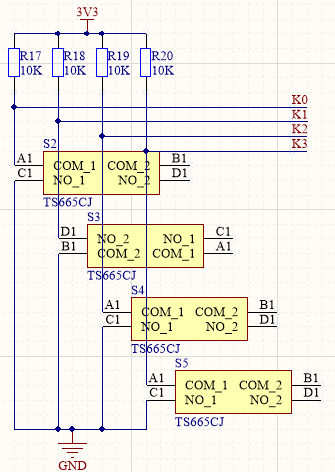 3V3
R17 R18 R19 R20
10K 10K 10K 10K
K0
K1
K2
K3
S2
A1 COM_1 COM_2 B1
C1 NO_1 NO_2 D1
TS665CJ
S3
D1 NO_2 NO_1 C1
B1 COM_2 COM_1 A1
TS665CJ
S4
A1 COM_1 COM_2 B1
C1 NO_1 NO_2 D1
TS665CJ
S5
A1 COM_1 COM_2 B1
C1 NO_1 NO_2 D1
TS665CJ
GND